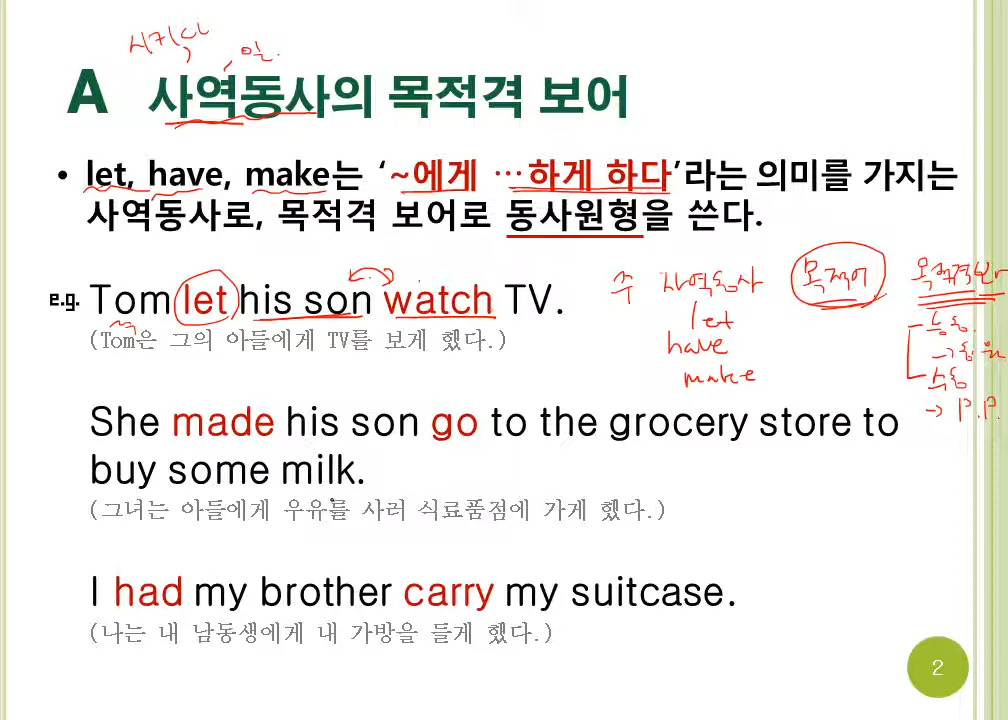 시키다
, 일.
A 사역동사의 목적격 보어
• let, have, make는 ‘~에게 …하게 하다’라는 의미를 가지는
사역동사로, 목적격 보어로 동사원형을 쓴다.
주 사역동사 목적어 목적격보어
let
have
make
능동.
→동.원
수동
→ P.P.
e.g. Tom let his son watch TV.
(Tom은 그의 아들에게 TV를 보게 했다.)
She made his son go to the grocery store to
buy some milk.
(그녀는 아들에게 우유를 사러 식료품점에 가게 했다.)
I had my brother carry my suitcase.
(나는 내 남동생에게 내 가방을 들게 했다.)
2